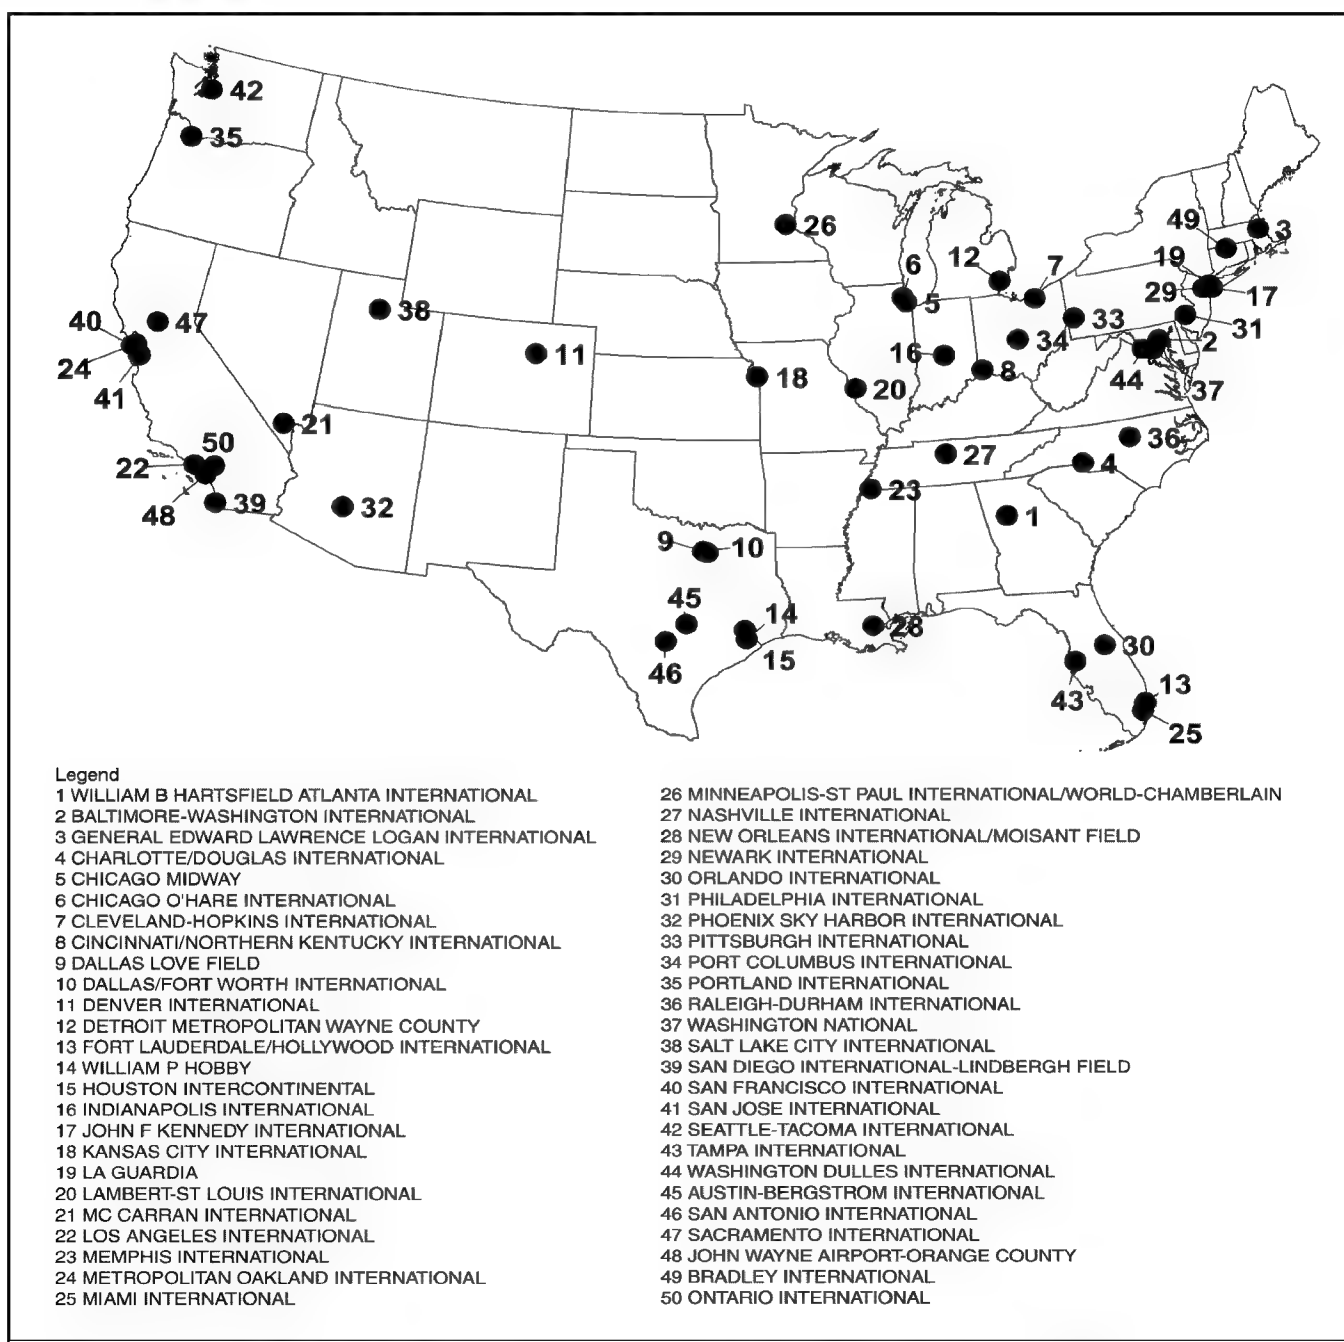 42
35
26
49
3
19
6
12
7
5
29
17
38
47
40
33
31
24
11
16
34
2
41
18
20
8
44
37
21
50
36
22
27
4
39
48
32
23
1
9
10
45
14
28
46
15
30
43
13
25
Legend
1 WILLIAM B HARTSFIELD ATLANTA INTERNATIONAL
2 BALTIMORE-WASHINGTON INTERNATIONAL
3 GENERAL EDWARD LAWRENCE LOGAN INTERNATIONAL
4 CHARLOTTE/DOUGLAS INTERNATIONAL
5 CHICAGO MIDWAY
6 CHICAGO O'HARE INTERNATIONAL
7 CLEVELAND-HOPKINS INTERNATIONAL
8 CINCINNATI/NORTHERN KENTUCKY INTERNATIONAL
9 DALLAS LOVE FIELD
10 DALLAS/FORT WORTH INTERNATIONAL
11 DENVER INTERNATIONAL
12 DETROIT METROPOLITAN WAYNE COUNTY
13 FORT LAUDERDALE/HOLLYWOOD INTERNATIONAL
14 WILLIAM P HOBBY
15 HOUSTON INTERCONTINENTAL
16 INDIANAPOLIS INTERNATIONAL
17 JOHN F KENNEDY INTERNATIONAL
18 KANSAS CITY INTERNATIONAL
19 LA GUARDIA
20 LAMBERT-ST LOUIS INTERNATIONAL
21 MC CARRAN INTERNATIONAL
22 LOS ANGELES INTERNATIONAL
23 MEMPHIS INTERNATIONAL
24 METROPOLITAN OAKLAND INTERNATIONAL
25 MIAMI INTERNATIONAL
26 MINNEAPOLIS-ST PAUL INTERNATIONAL/WORLD-CHAMBERLAIN
27 NASHVILLE INTERNATIONAL
28 NEW ORLEANS INTERNATIONAL/MOISANT FIELD
29 NEWARK INTERNATIONAL
30 ORLANDO INTERNATIONAL
31 PHILADELPHIA INTERNATIONAL
32 PHOENIX SKY HARBOR INTERNATIONAL
33 PITTSBURGH INTERNATIONAL
34 PORT COLUMBUS INTERNATIONAL
35 PORTLAND INTERNATIONAL
36 RALEIGH-DURHAM INTERNATIONAL
37 WASHINGTON NATIONAL
38 SALT LAKE CITY INTERNATIONAL
39 SAN DIEGO INTERNATIONAL-LINDBERGH FIELD
40 SAN FRANCISCO INTERNATIONAL
41 SAN JOSE INTERNATIONAL
42 SEATTLE-TACOMA INTERNATIONAL
43 TAMPA INTERNATIONAL
44 WASHINGTON DULLES INTERNATIONAL
45 AUSTIN-BERGSTROM INTERNATIONAL
46 SAN ANTONIO INTERNATIONAL
47 SACRAMENTO INTERNATIONAL
48 JOHN WAYNE AIRPORT-ORANGE COUNTY
49 BRADLEY INTERNATIONAL
50 ONTARIO INTERNATIONAL